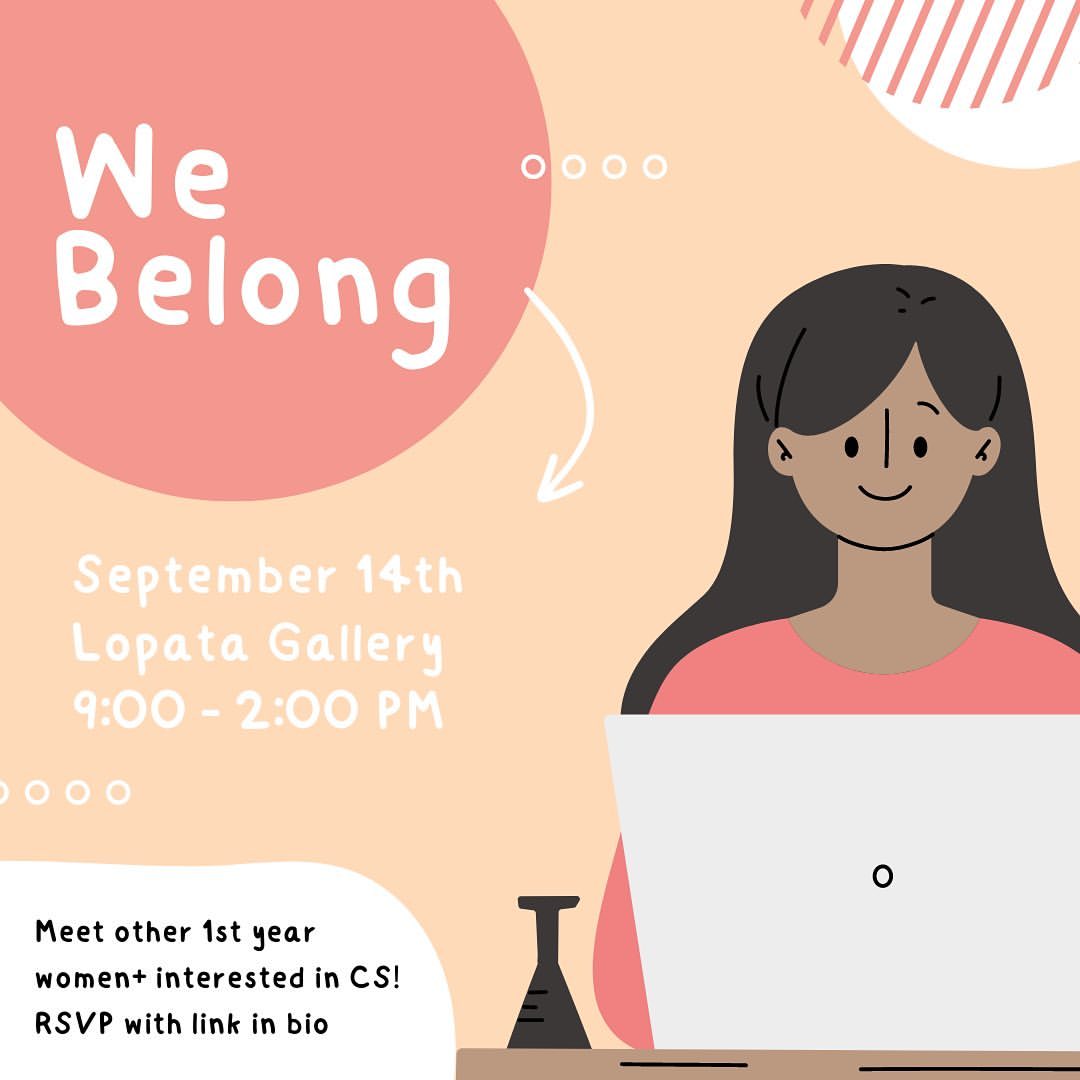 We
Belong
September 14th
Lopata Gallery
9:00 - 2:00 PM
Meet other 1st year
women+ interested in CS!
RSVP with link in bio